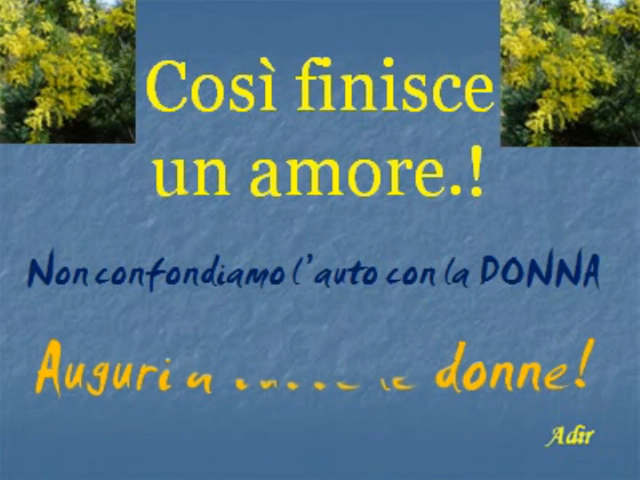 Così finisce
un amore.!
Non confondiamo l'auto con la DONNA
Auguri a donne!
Adir